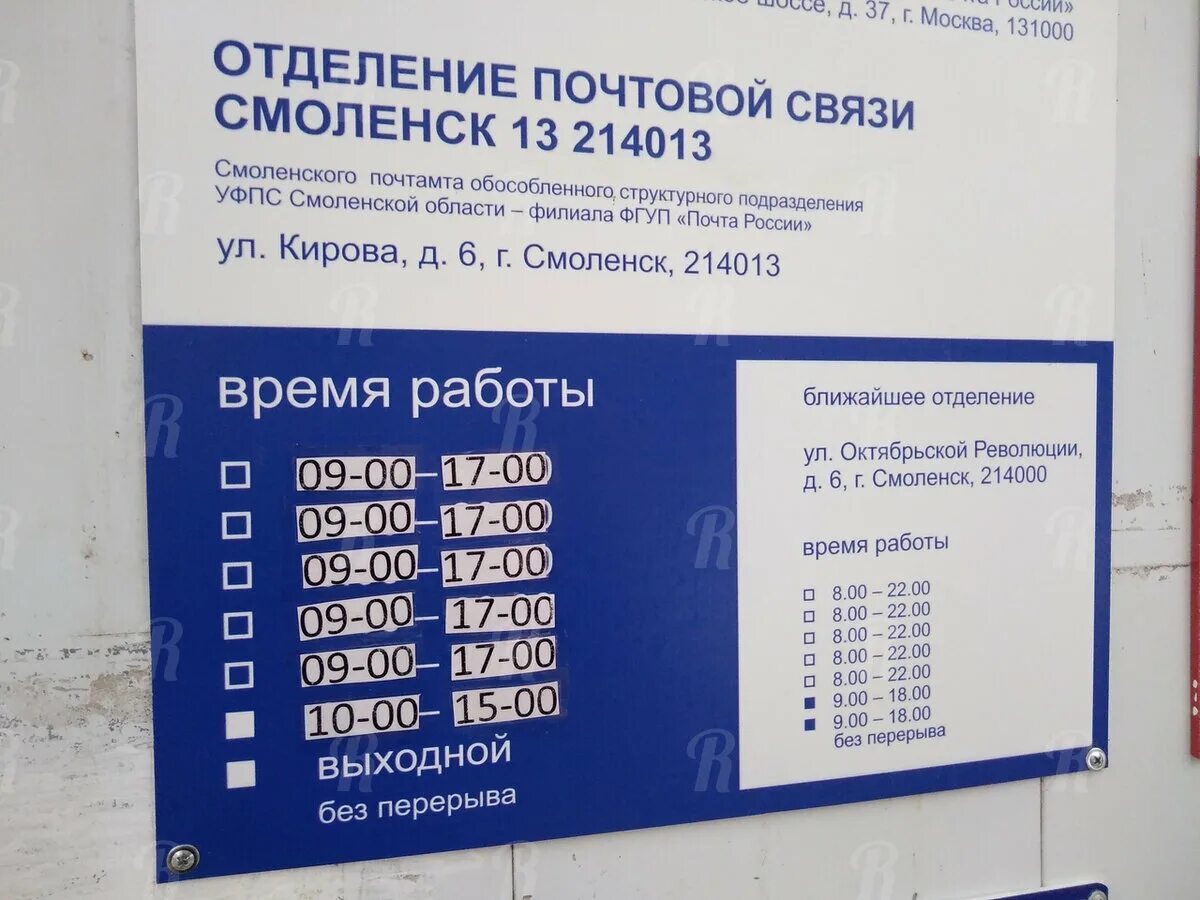 России»
шоссе, д. 37, г. Москва, 131000
ОТДЕЛЕНИЕ ПОЧТОВОЙ СВЯЗИ
СМОЛЕНСК 13 214013
Смоленского почтамта обособленного структурного подразделения
УФПС Смоленской области – филиала ФГУП «Почта России»
ул. Кирова, д. 6, г. Смоленск, 214013
время работы
09-00 – 17-00
09-00 – 17-00
09-00 – 17-00
09-00 – 17-00
09-00 – 17-00
10-00 – 15-00
выходной
без перерыва
ближайшее отделение
ул. Октябрьской Революции,
д. 6, г. Смоленск, 214000
время работы
8.00 – 22.00
8.00 – 22.00
8.00 – 22.00
8.00 – 22.00
8.00 – 22.00
9.00 – 18.00
9.00 – 18.00
без перерыва